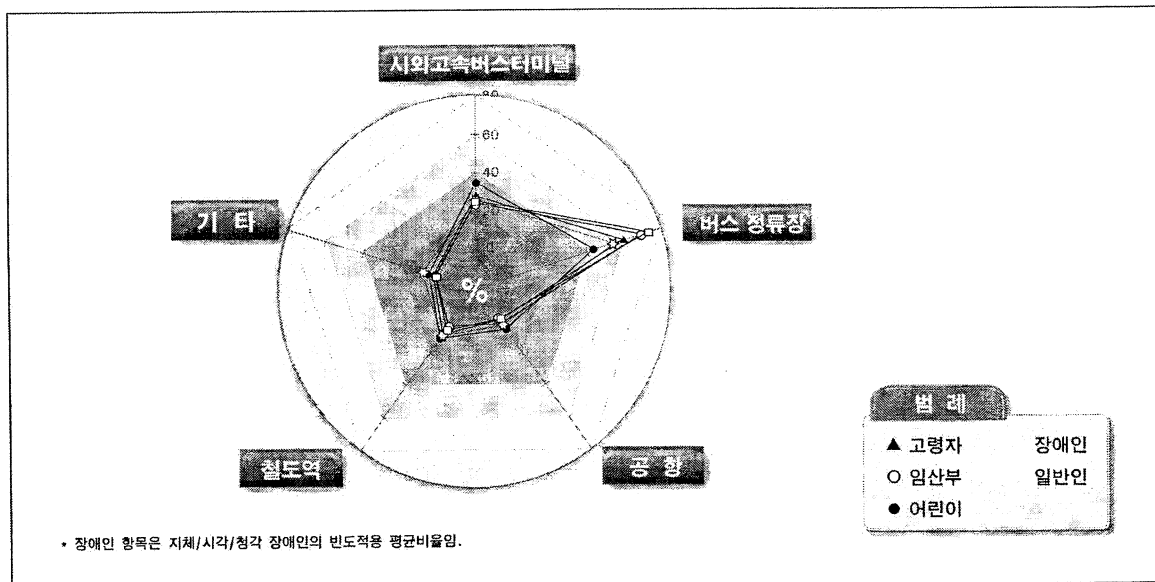 시외고속버스터미널
80
60
40
0
기 타
버스 정류장
%
철도역
공 항
범 례
▲ 고령자 장애인
○ 임산부 일반인
● 어린이
* 장애인 항목은 지체/시각/청각 장애인의 빈도적용 평균비율임.